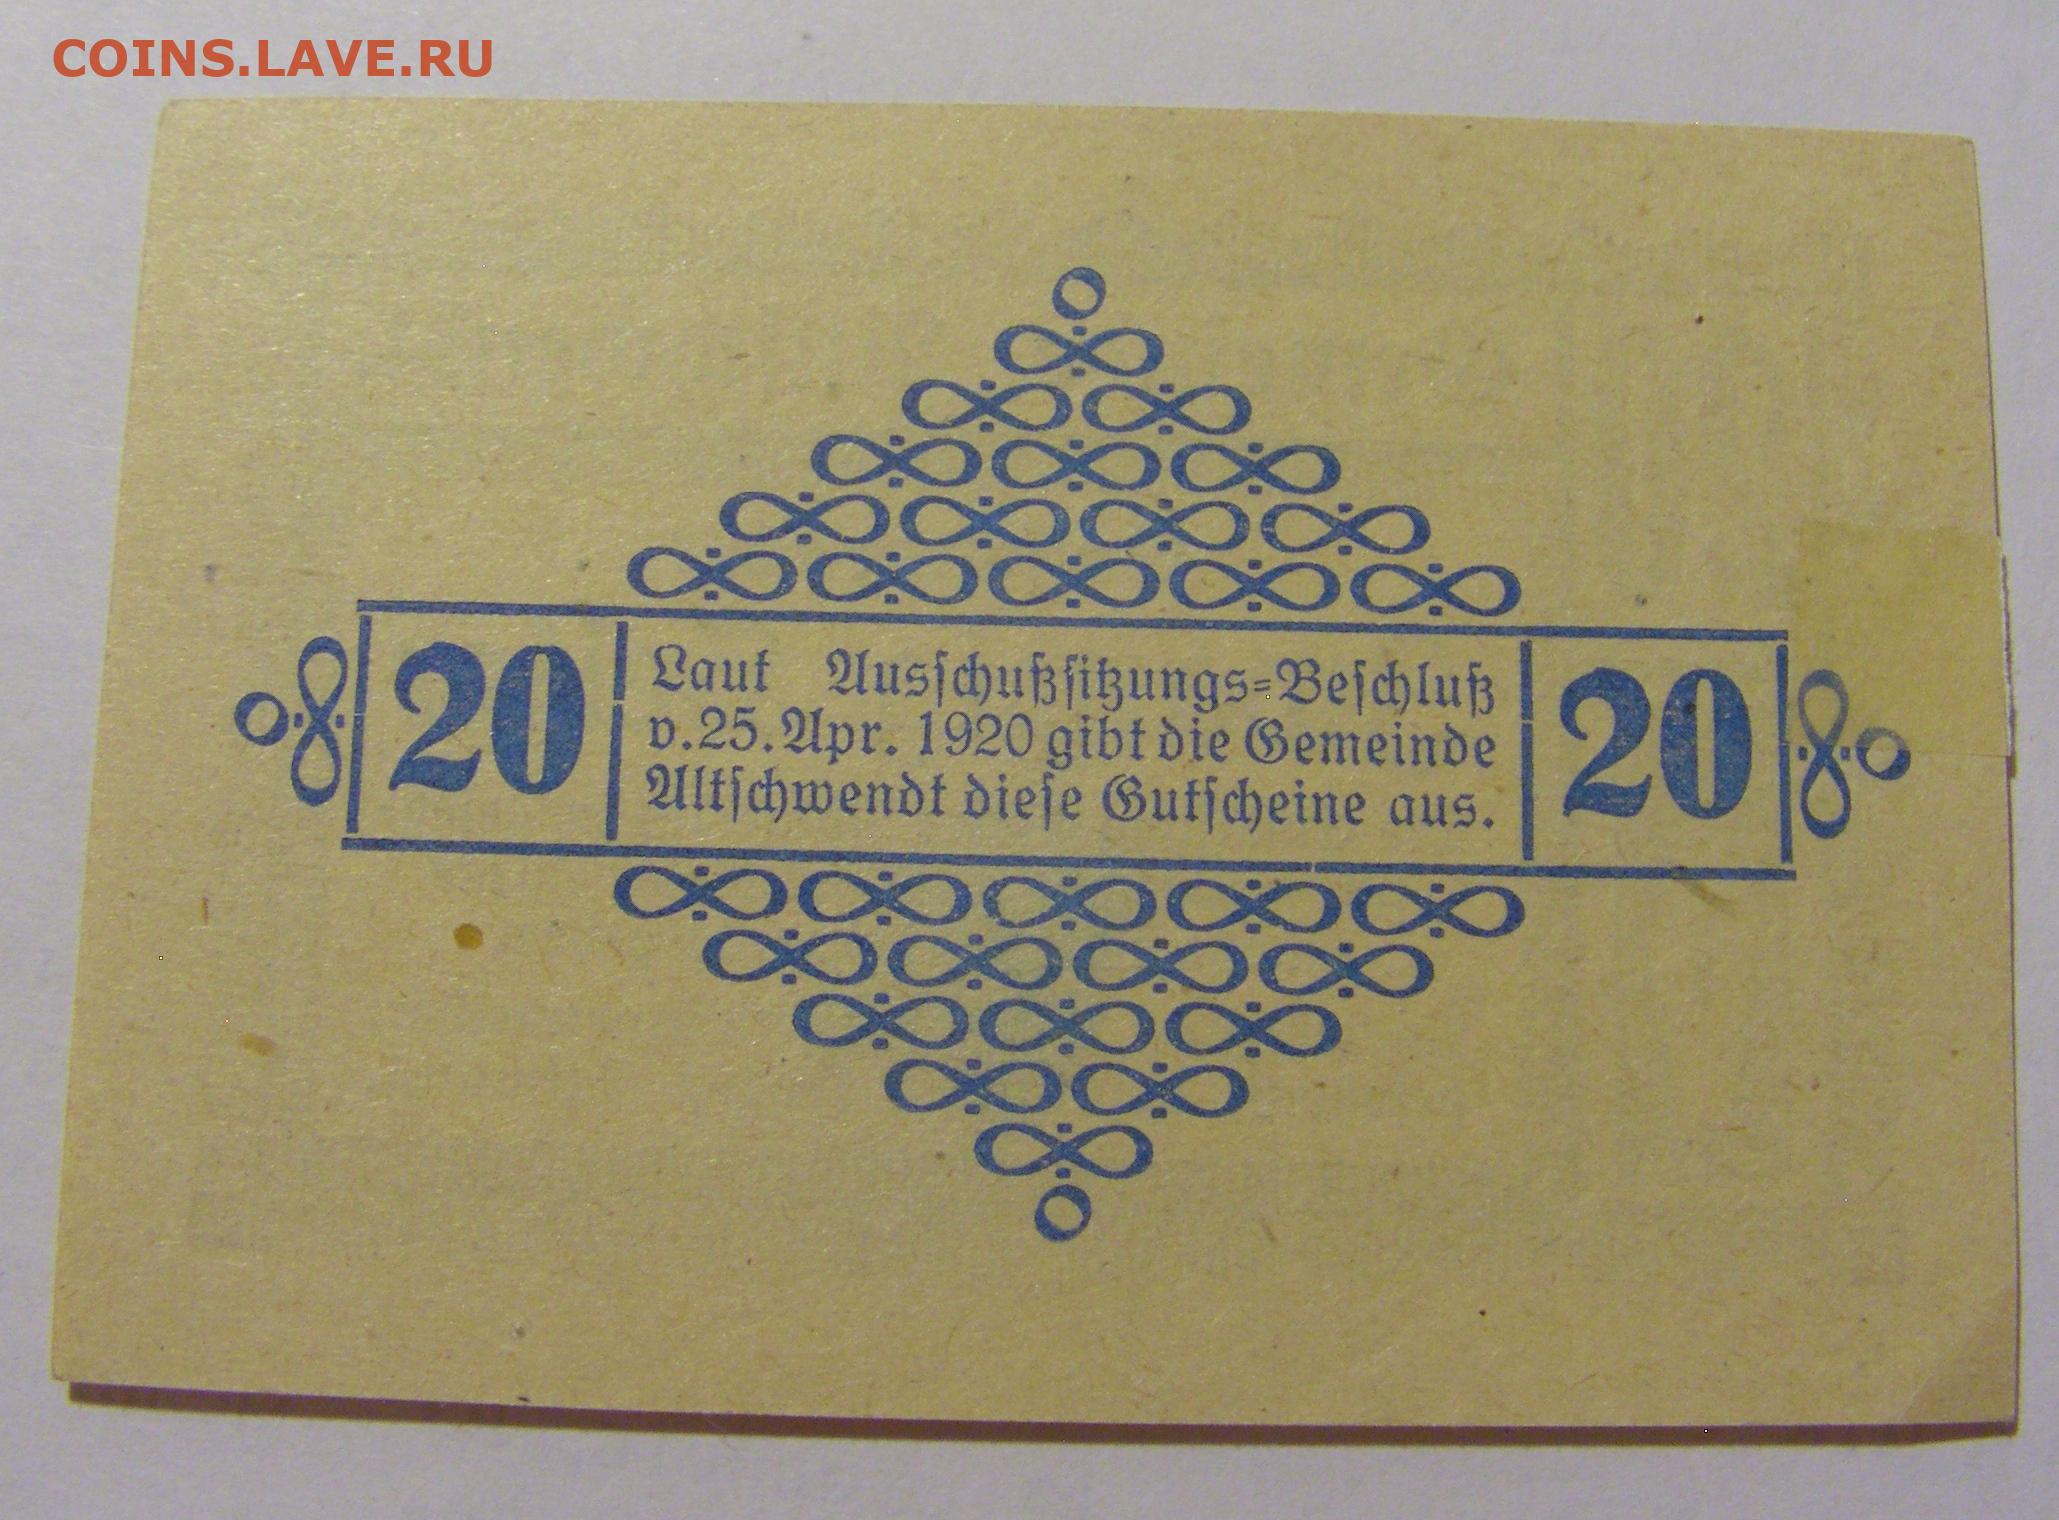 COINS.LAVE.RU
20
Laut Ausschußsitzungs=Beschluß
v. 25. Apr. 1920 gibt die Gemeinde
Altschwendt diese Gutscheine aus.
20